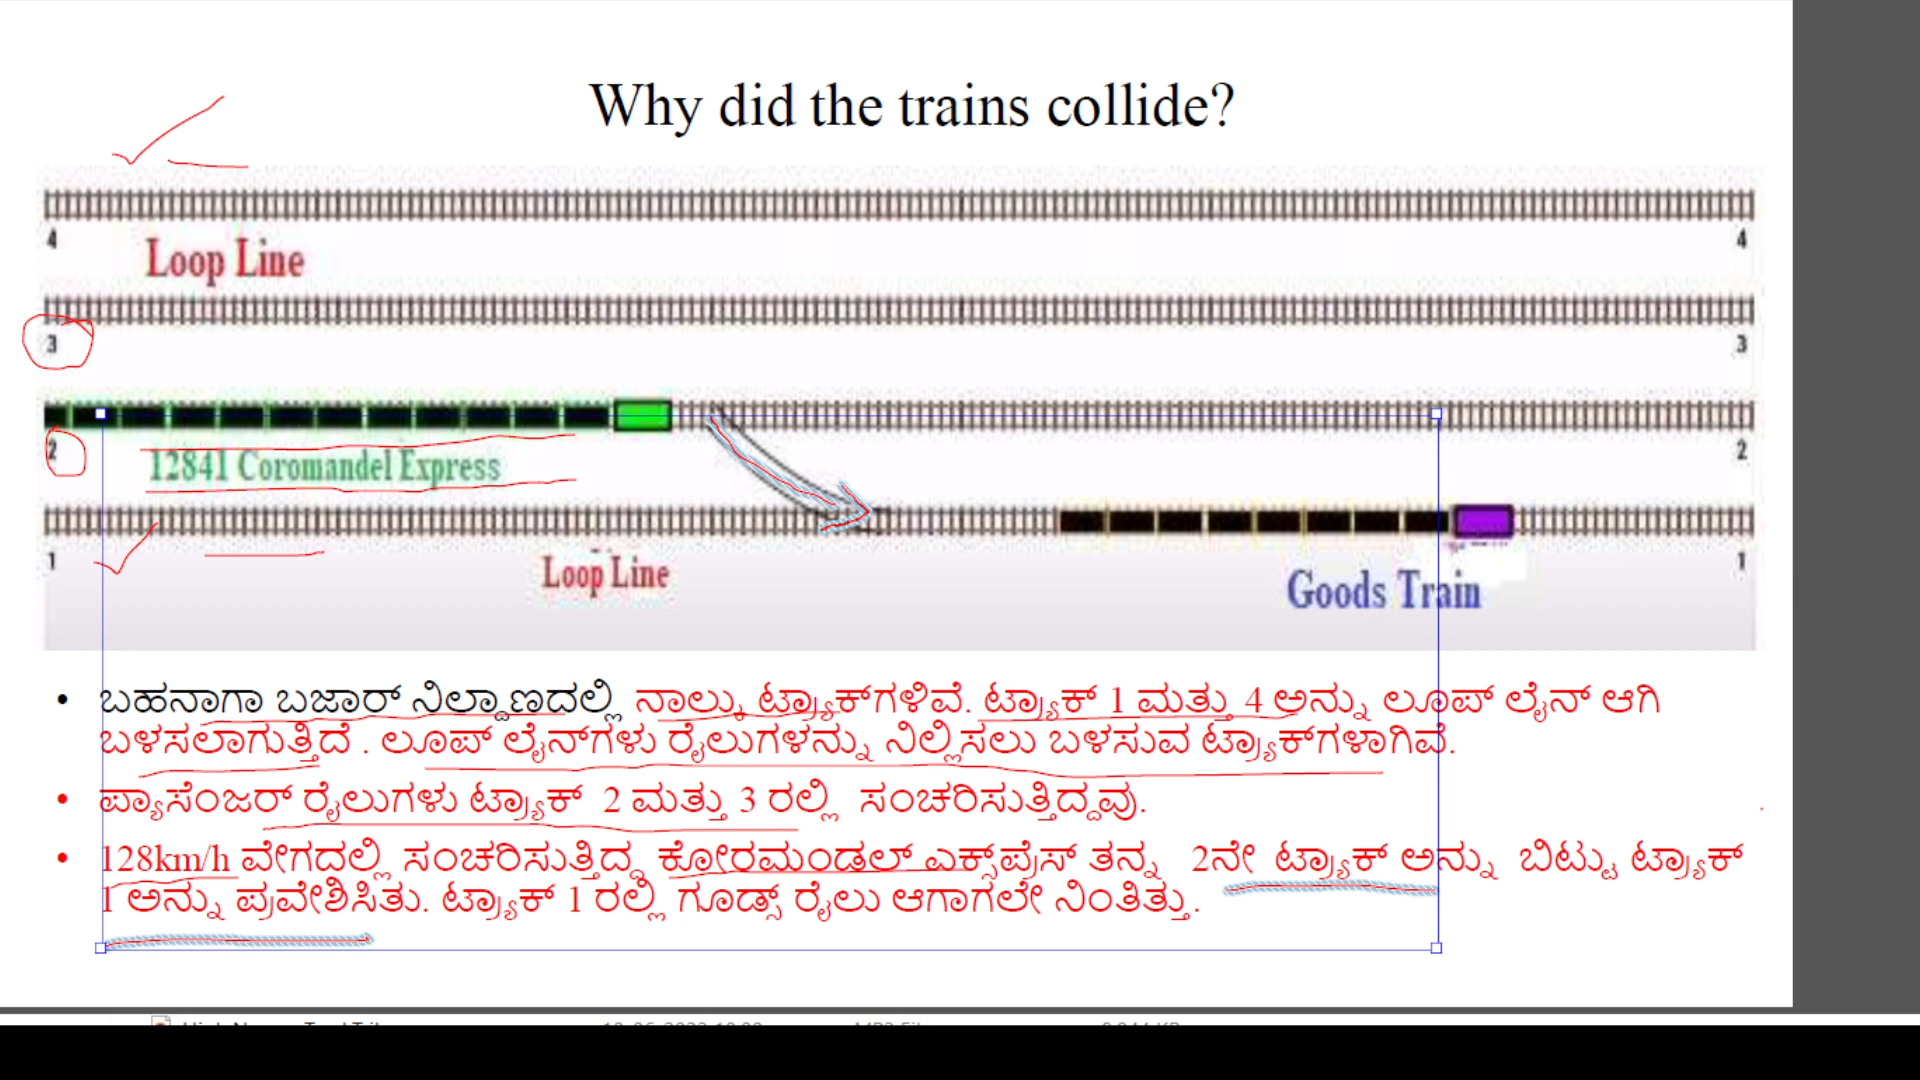 Why did the trains collide?
4
4
Loop Line
3
3
2
12841 Coromandel Express
2
1
Loop Line
Goods Train
1
• ಬಹನಾಗಾ ಬಜಾರ್ ನಿಲ್ದಾಣದಲ್ಲಿ ನಾಲ್ಕು ಟ್ರ್ಯಾಕ್‌ಗಳಿವೆ. ಟ್ರ್ಯಾಕ್ 1 ಮತ್ತು 4 ಅನ್ನು ಲೂಪ್ ಲೈನ್ ಆಗಿ
ಬಳಸಲಾಗುತ್ತಿದೆ . ಲೂಪ್ ಲೈನ್‌ಗಳು ರೈಲುಗಳನ್ನು ನಿಲ್ಲಿಸಲು ಬಳಸುವ ಟ್ರ್ಯಾಕ್‌ಗಳಾಗಿವೆ.
• ಪ್ಯಾಸೆಂಜರ್ ರೈಲುಗಳು ಟ್ರ್ಯಾಕ್ 2 ಮತ್ತು 3 ರಲ್ಲಿ ಸಂಚರಿಸುತ್ತಿದ್ದವು.
• 128km/h ವೇಗದಲ್ಲಿ ಸಂಚರಿಸುತ್ತಿದ್ದ ಕೋರಮಂಡಲ್ ಎಕ್ಸ್‌ಪ್ರೆಸ್ ತನ್ನ 2ನೇ ಟ್ರ್ಯಾಕ್ ಅನ್ನು ಬಿಟ್ಟು ಟ್ರ್ಯಾಕ್
1 ಅನ್ನು ಪ್ರವೇಶಿಸಿತು. ಟ್ರ್ಯಾಕ್ 1 ರಲ್ಲಿ ಗೂಡ್ಸ್ ರೈಲು ಆಗಾಗಲೇ ನಿಂತಿತ್ತು.